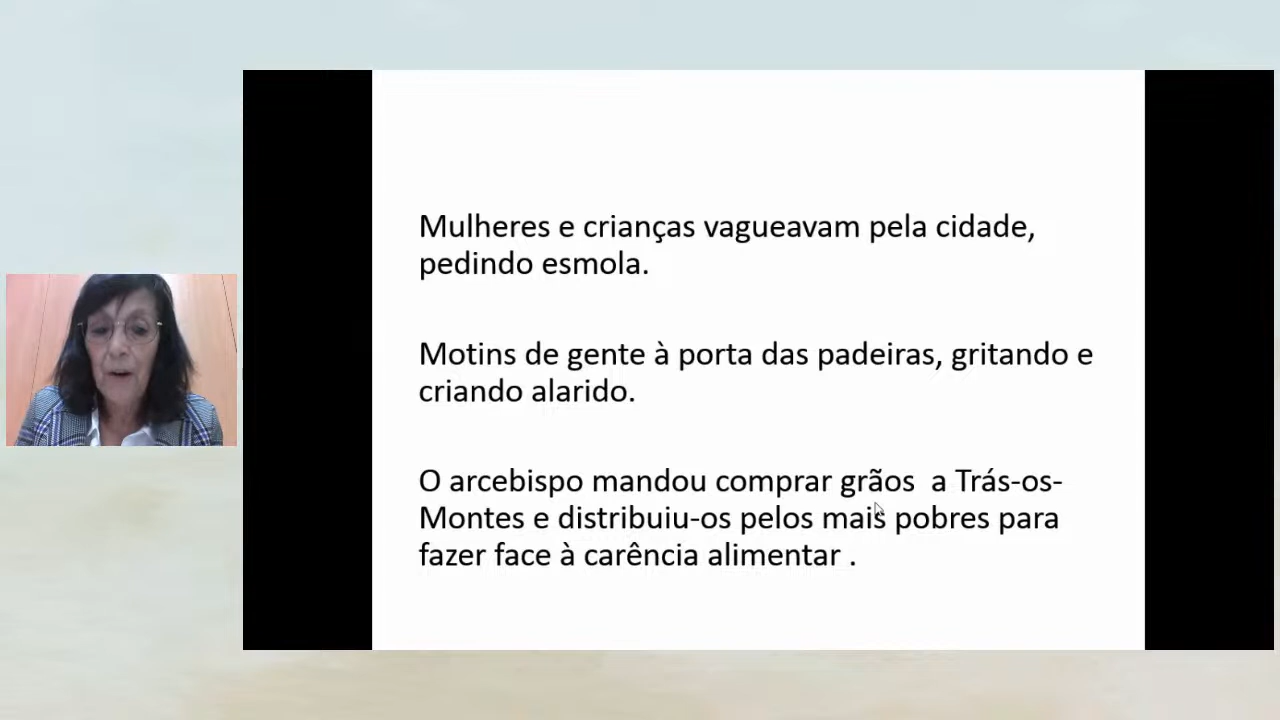 Mulheres e crianças vagueavam pela cidade,
pedindo esmola.
Motins de gente à porta das padeiras, gritando e
criando alarido.
O arcebispo mandou comprar grãos  a Trás-os-
Montes e distribuiu-os pelos mais pobres para
fazer face à carência alimentar .